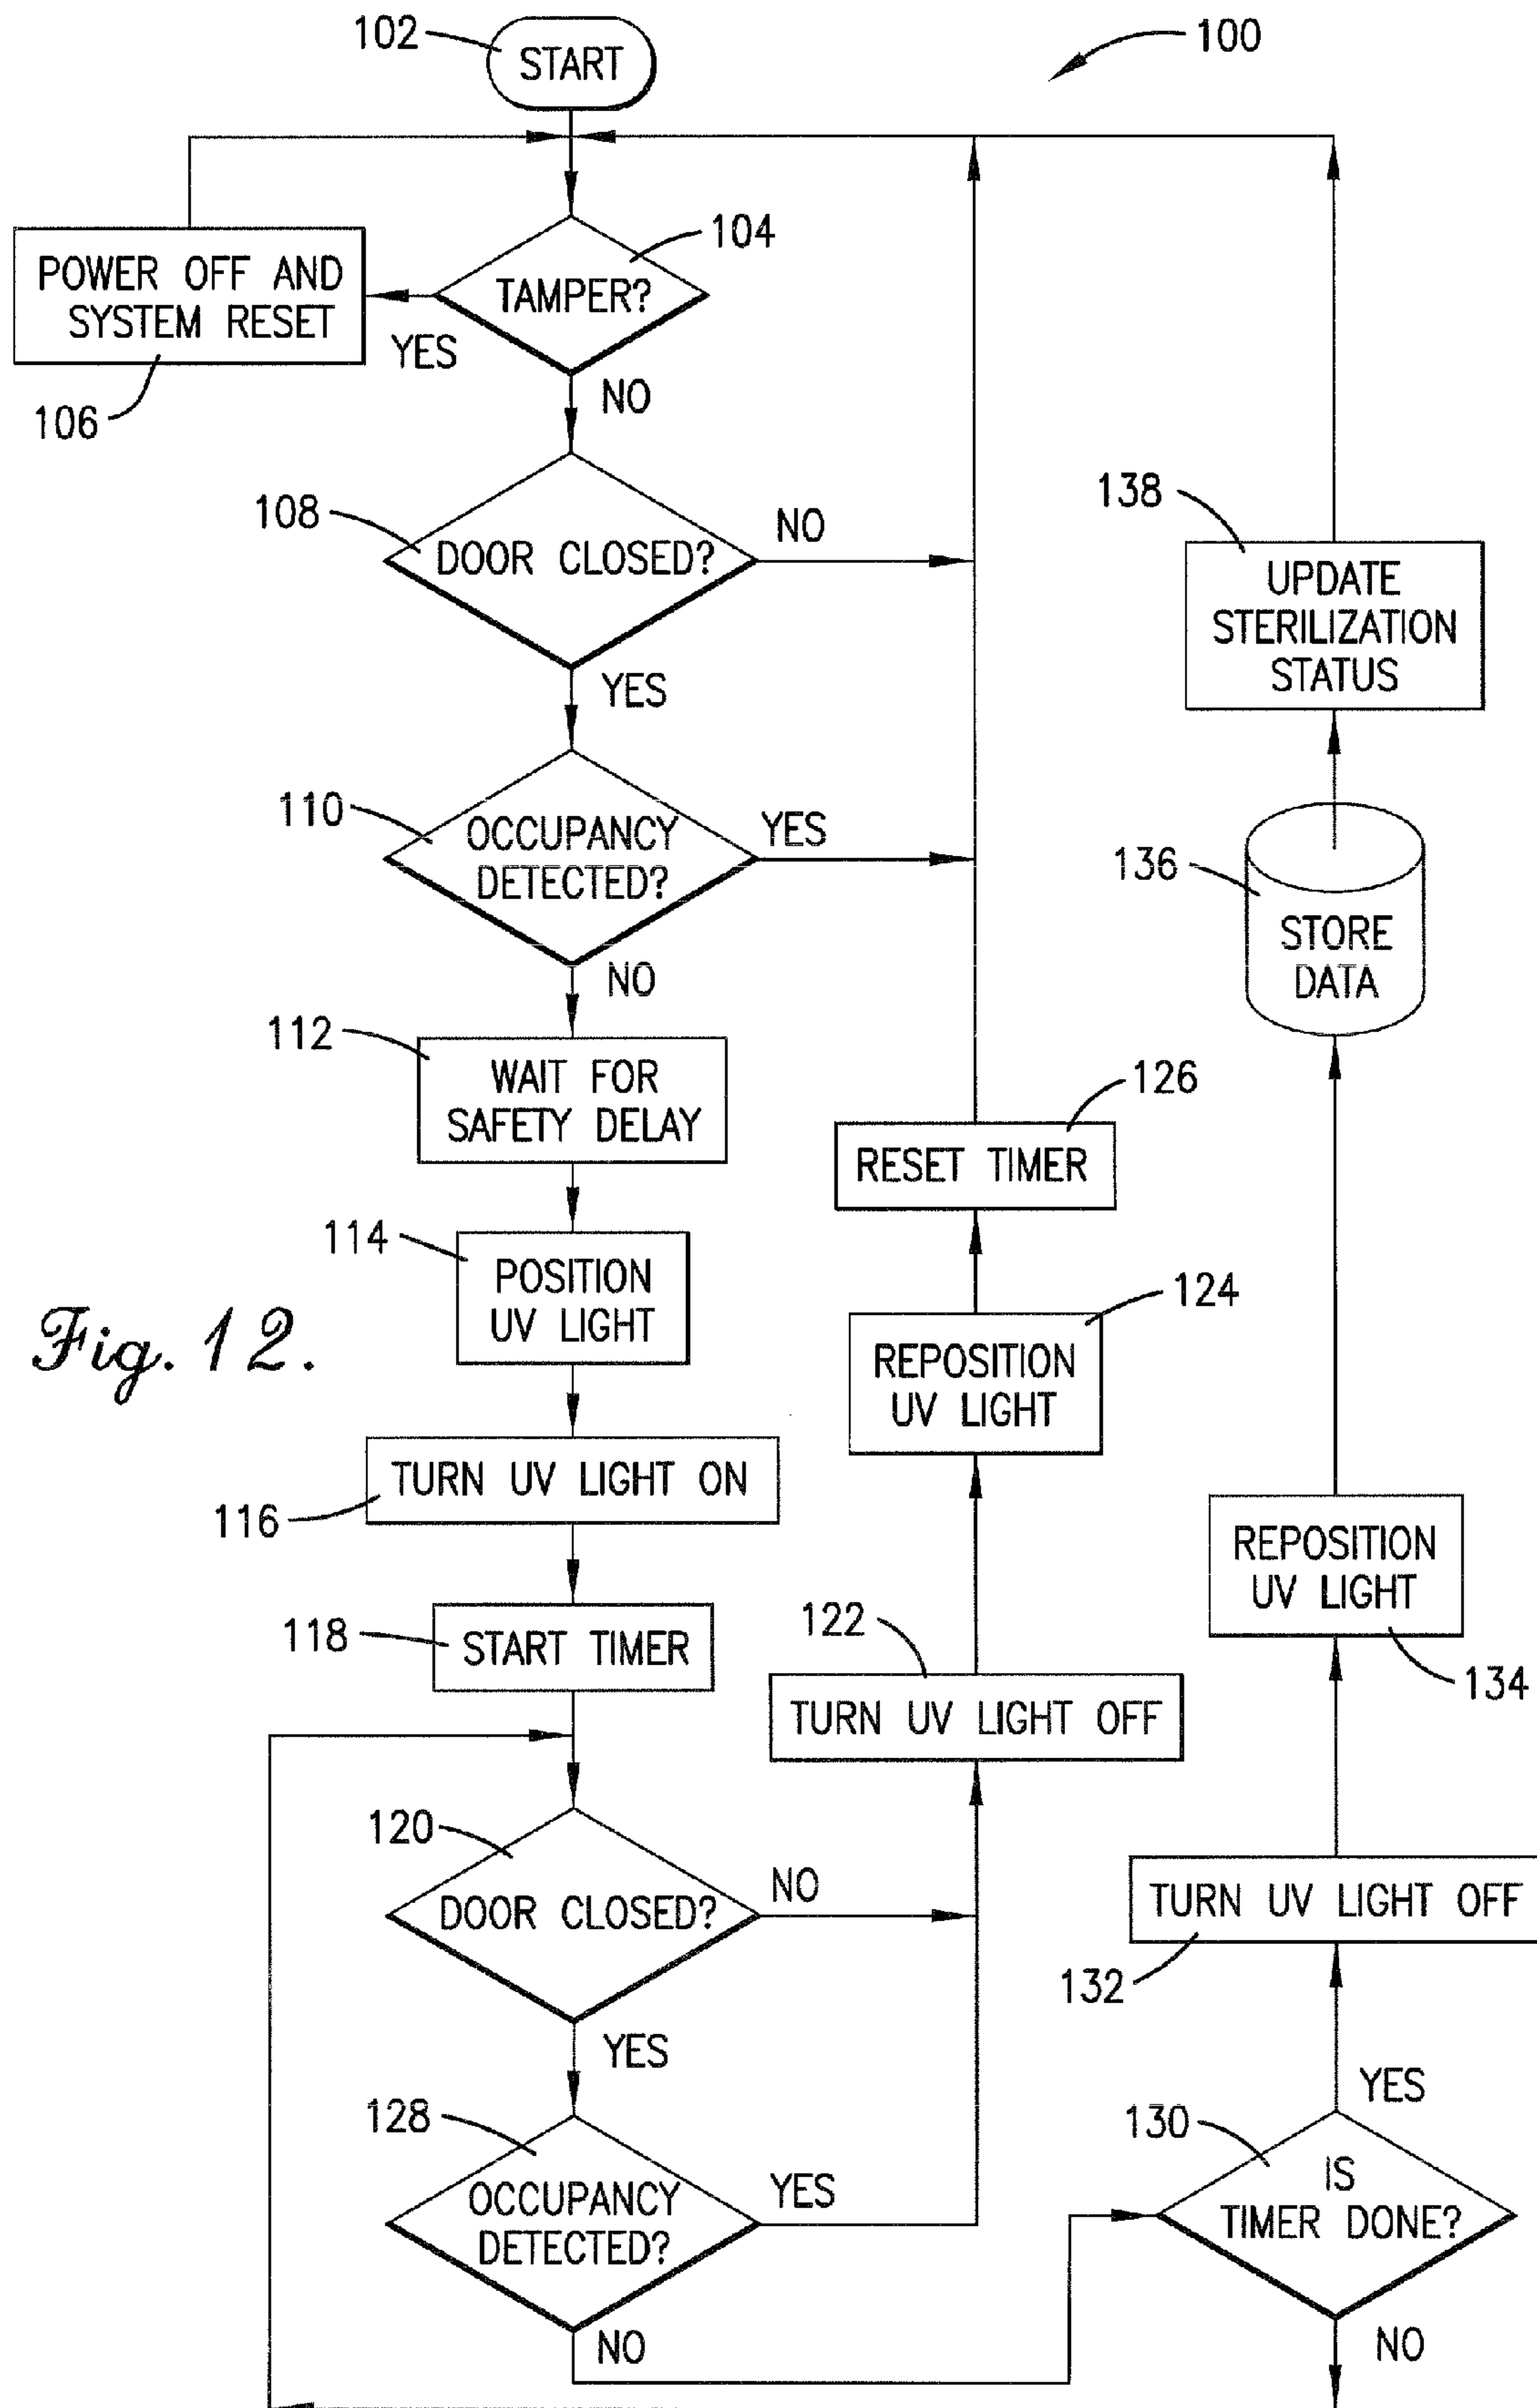 102
START
100
104
TAMPER?
POWER OFF AND
SYSTEM RESET
YES
106
NO
108
DOOR CLOSED?
NO
YES
110
OCCUPANCY
DETECTED?
YES
NO
112
WAIT FOR
SAFETY DELAY
114
POSITION
UV LIGHT
Fig. 12.
116
TURN UV LIGHT ON
118
START TIMER
120
DOOR CLOSED?
NO
YES
128
OCCUPANCY
DETECTED?
YES
NO
122
TURN UV LIGHT OFF
124
REPOSITION
UV LIGHT
126
RESET TIMER
130
IS
TIMER DONE?
YES
NO
132
TURN UV LIGHT OFF
134
REPOSITION
UV LIGHT
136
STORE
DATA
138
UPDATE
STERILIZATION
STATUS